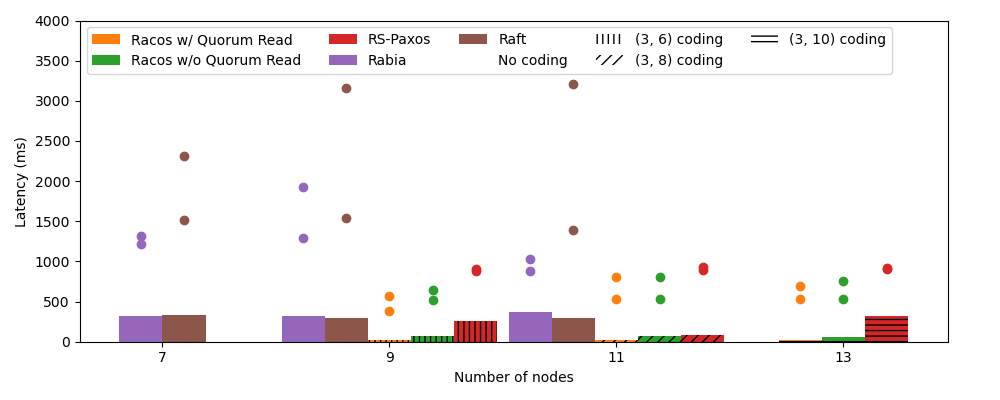 4000
3500
3000
2500
2000
1500
1000
500
0
Latency (ms)
Racos w/ Quorum Read
Racos w/o Quorum Read
RS-Paxos
Rabia
Raft
No coding
(3, 6) coding
(3, 8) coding
(3, 10) coding
7 9 11 13
Number of nodes